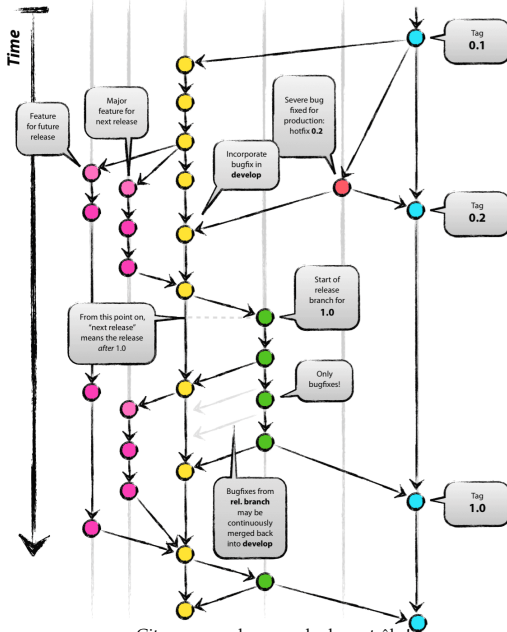 Time
Tag
0.1
Major
feature for
next release
Feature
for future
release
Severe bug
fixed for
production:
hotfix 0.2
Incorporate
bugfix in
develop
Tag
0.2
Start of
release
branch for
1.0
From this point on,
"next release"
means the release
after 1.0
Only
bugfixes!
Bugfixes from
rel. branch
may be
continuously
merged back
into develop
Tag
1.0